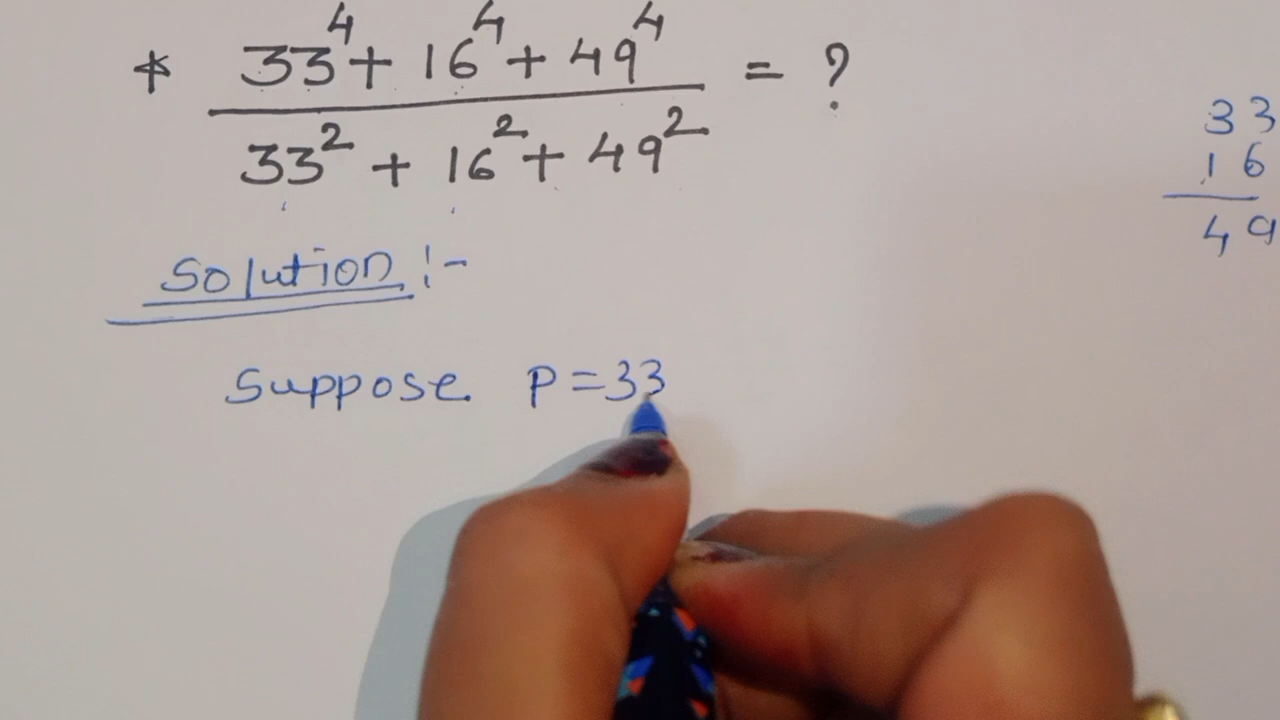 * 33⁴ + 16⁴ + 49⁴ = ?
33² + 16² + 49²
33
16
49
Solution :-
Suppose. P = 33